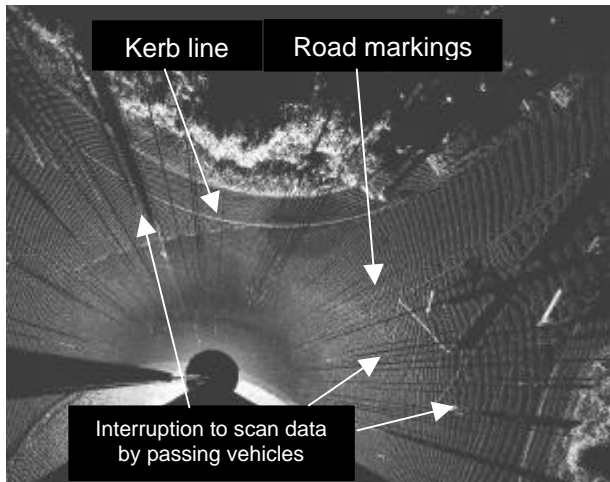 Kerb line
Road markings
Interruption to scan data
by passing vehicles